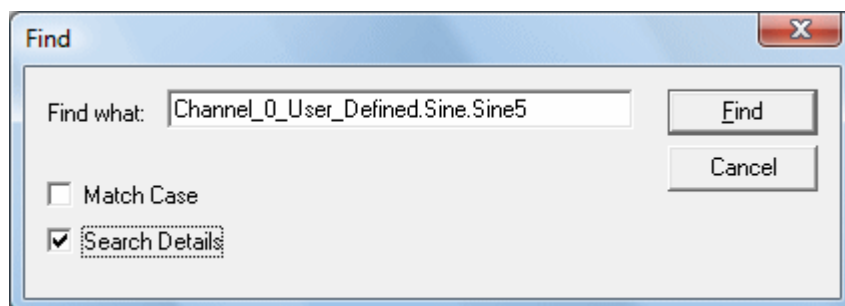 Find
Find what: Channel_0_User_Defined.Sine.Sine5
Find
Cancel
Match Case
Search Details